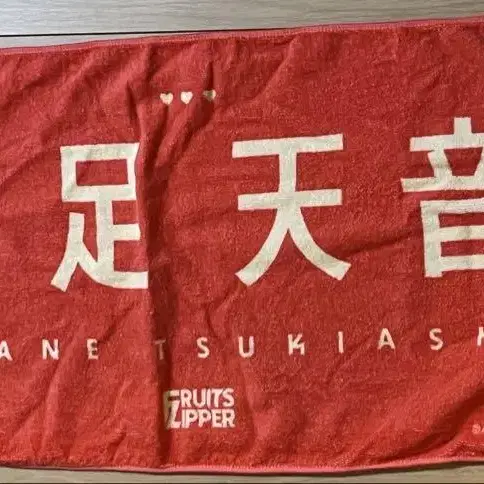 足天音
ANE TSUKIASH
FRUITS
ZIPPER